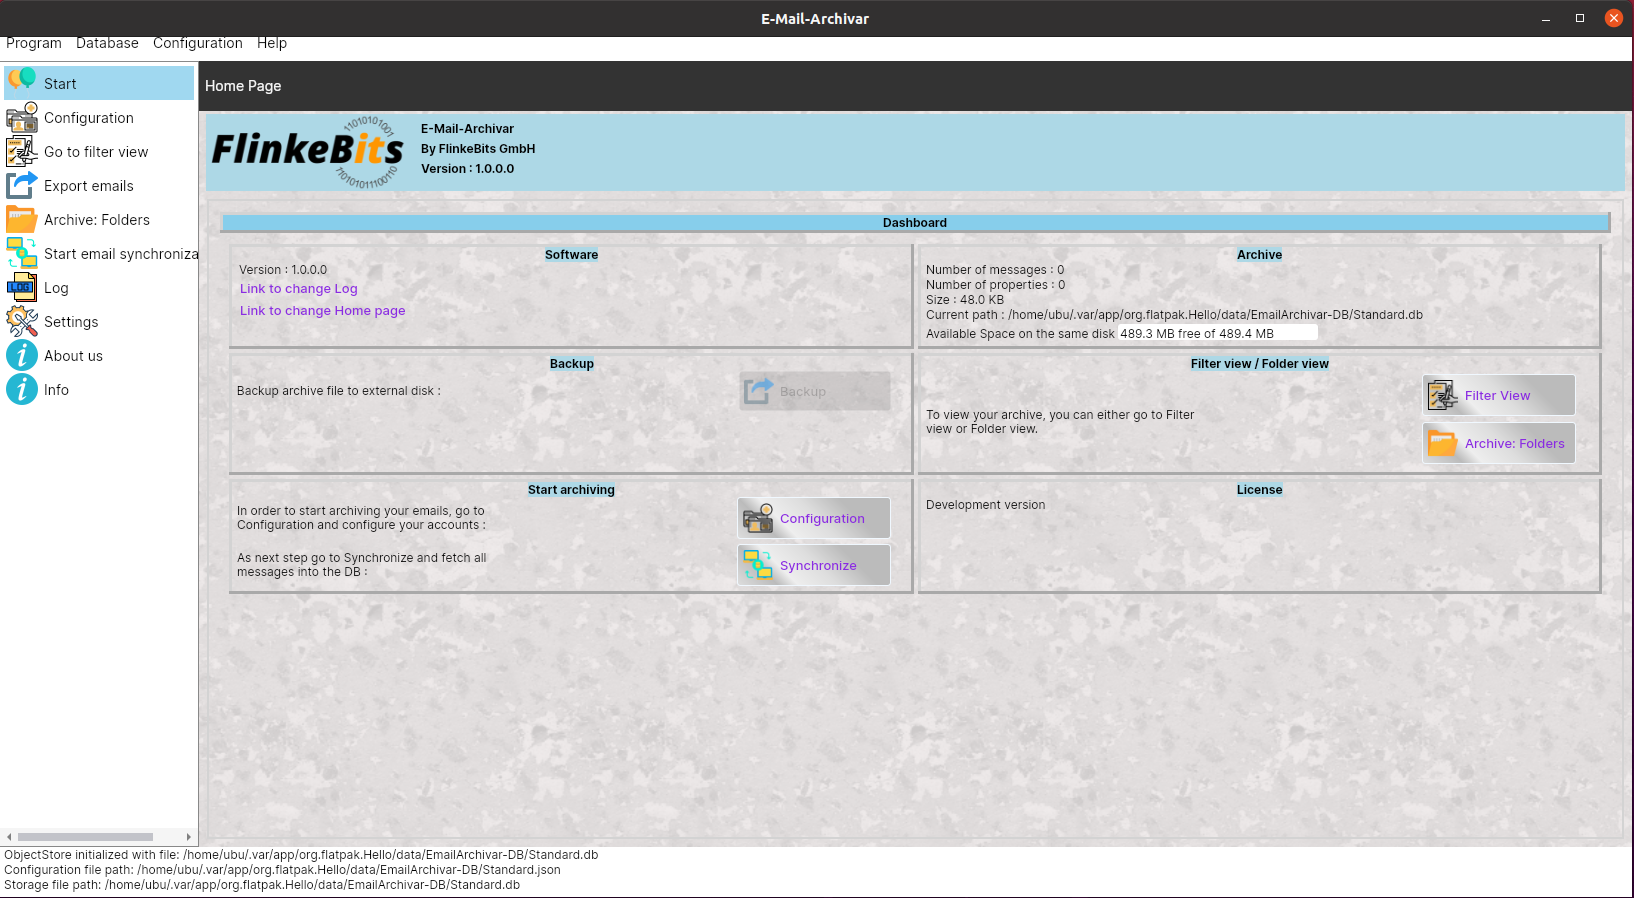 E-Mail-Archivar
Program Database Configuration Help
Start
Configuration
Go to filter view
Export emails
Archive: Folders
Start email synchroniza
Log
LOG
Settings
About us
Info
Home Page
FlinkeBits
11010101001
110101011100110
E-Mail-Archivar
By FlinkeBits GmbH
Version : 1.0.0.0
Dashboard
Software
Version : 1.0.0.0
Link to change Log
Link to change Home page
Archive
Number of messages : 0
Number of properties : 0
Size : 48.0 KB
Current path : /home/ubu/.var/app/org.flatpak.Hello/data/EmailArchivar-DB/Standard.db
Available Space on the same disk 489.3 MB free of 489.4 MB
Backup
Backup archive file to external disk :
Backup
Filter view / Folder view
To view your archive, you can either go to Filter
view or Folder view.
Filter View
Archive: Folders
Start archiving
In order to start archiving your emails, go to
Configuration and configure your accounts :
Configuration
As next step go to Synchronize and fetch all
messages into the DB :
Synchronize
License
Development version
ObjectStore initialized with file: /home/ubu/.var/app/org.flatpak.Hello/data/EmailArchivar-DB/Standard.db
Configuration file path: /home/ubu/.var/app/org.flatpak.Hello/data/EmailArchivar-DB/Standard.json
Storage file path: /home/ubu/.var/app/org.flatpak.Hello/data/EmailArchivar-DB/Standard.db